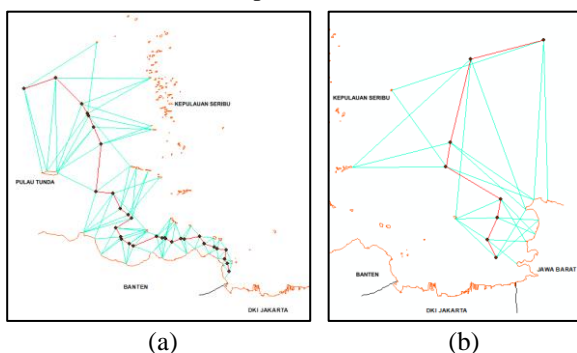 KEPULAUAN SERIBU
PULAU TUNDA
BANTEN
DKI JAKARTA
(a)
KEPULAUAN SERIBU
BANTEN
JAWA BARAT
DKI JAKARTA
(b)